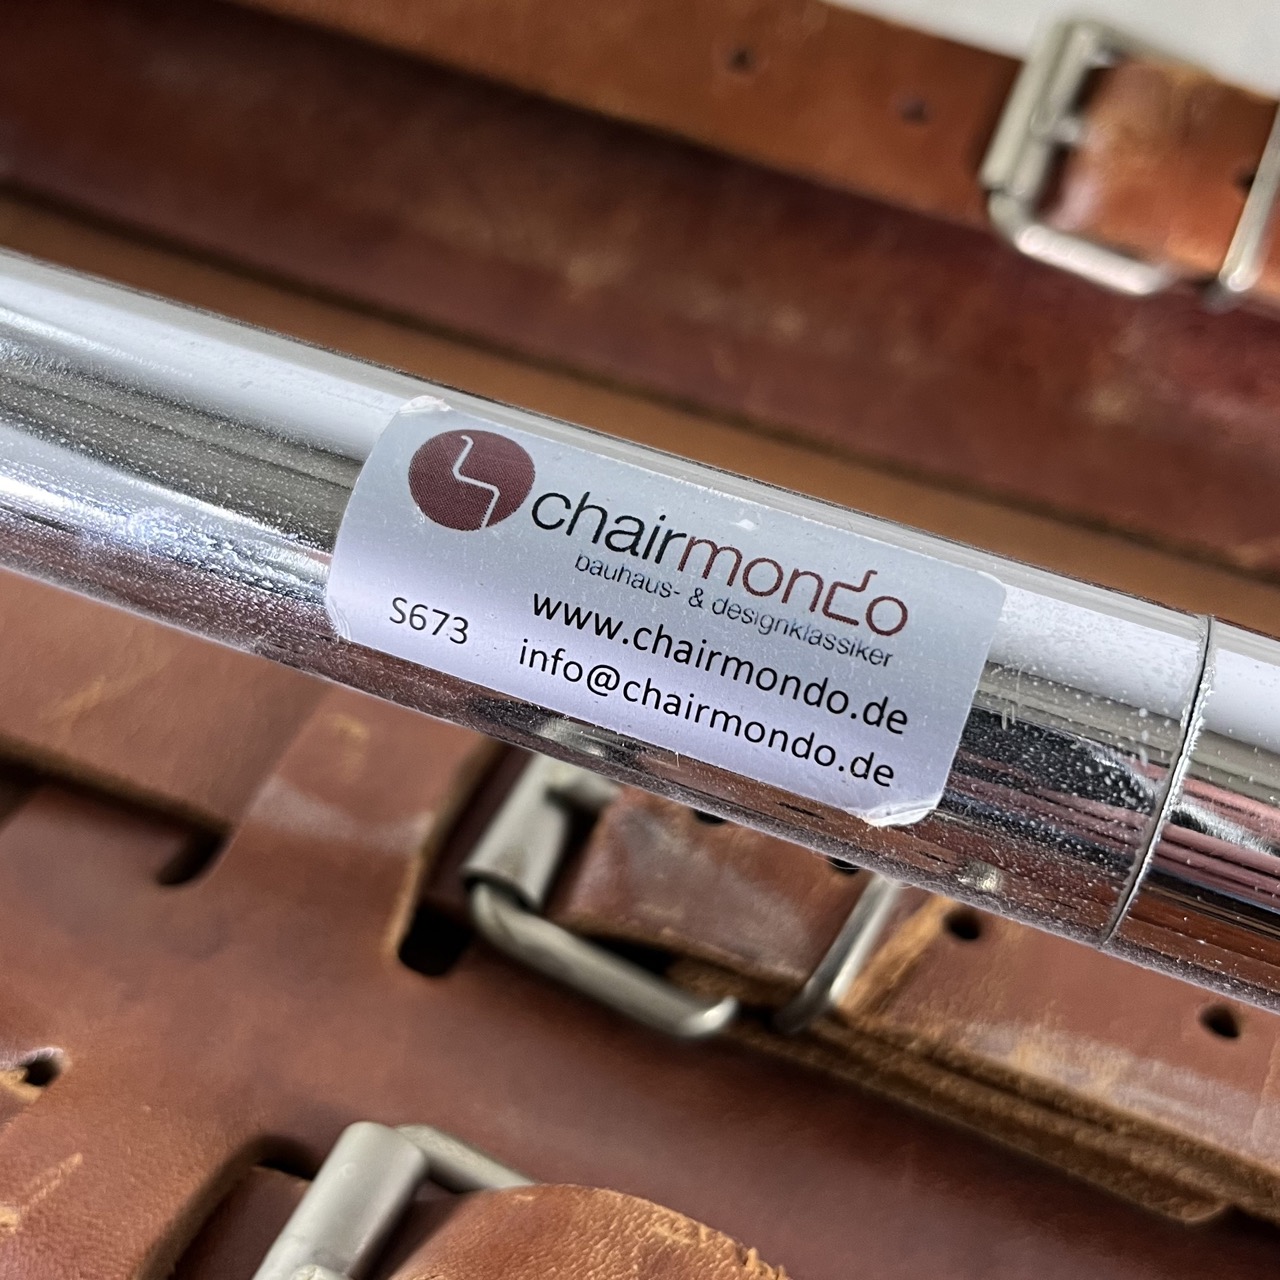 chairmondo
bauhaus- & designklassiker
www.chairmondo.de
S673 info@chairmondo.de